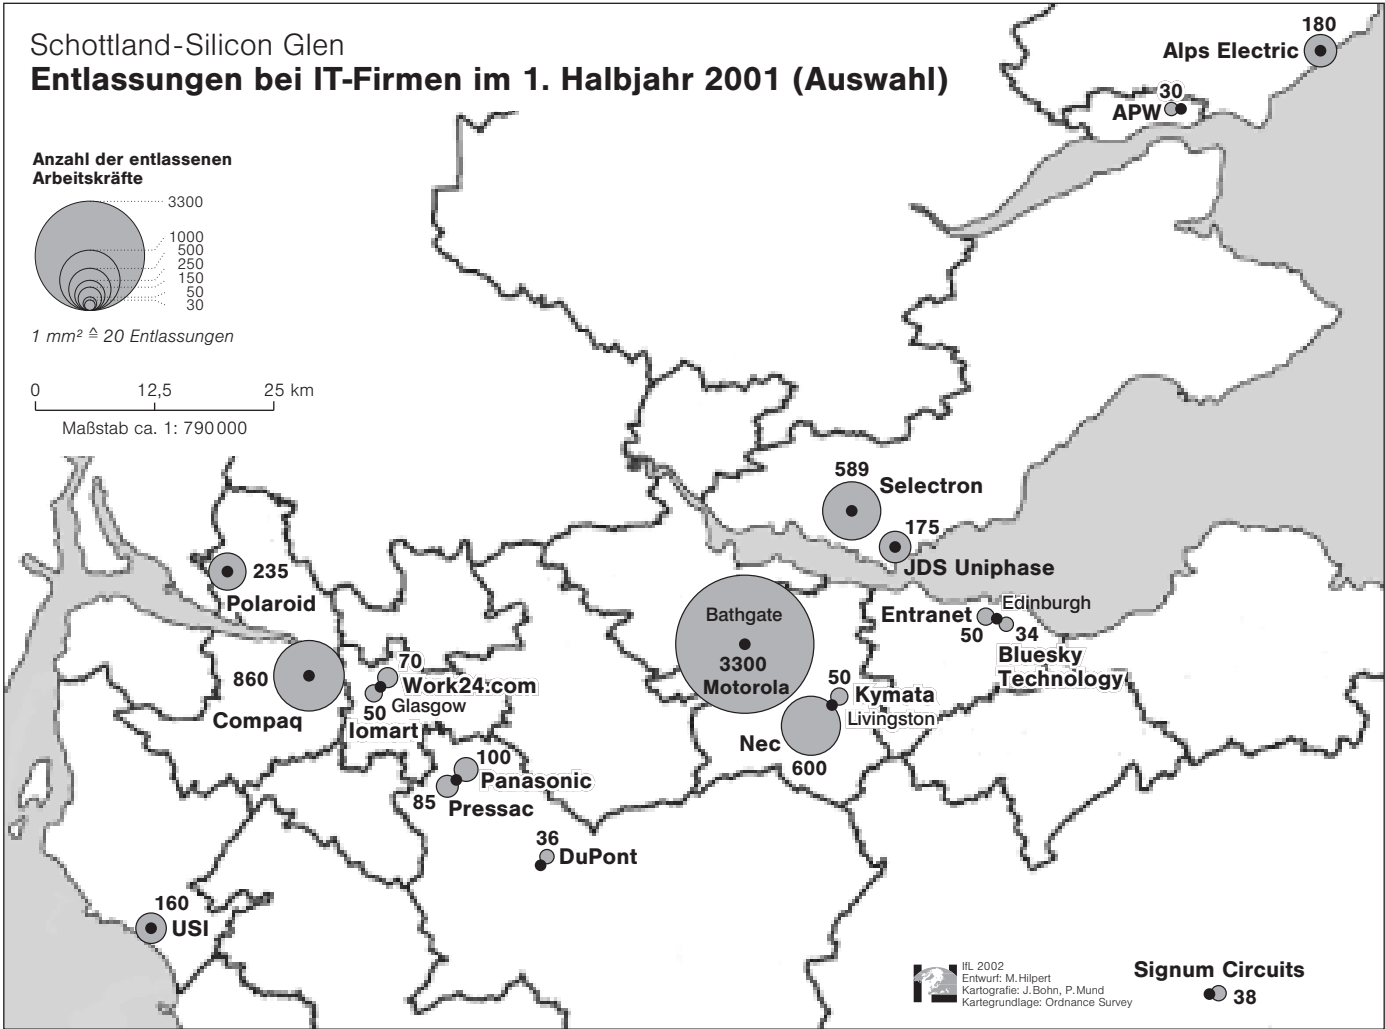 Schottland-Silicon Glen
Entlassungen bei IT-Firmen im 1. Halbjahr 2001 (Auswahl)
Anzahl der entlassenen
Arbeitskräfte
3300
1000
500
250
150
50
30
1 mm² ≙ 20 Entlassungen
0 12,5 25 km
Maßstab ca. 1: 790 000
180
Alps Electric
30
APW
589
Selectron
175
JDS Uniphase
235
Polaroid
Bathgate
3300
Motorola
Entranet
Edinburgh
50
34
Bluesky
Technology
860
Compaq
70
Work24.com
Glasgow
50
Iomart
50
Kymata
Livingston
Nec
600
100
Panasonic
85
Pressac
36
DuPont
160
USI
IfL 2002
Entwurf: M.Hilpert
Kartografie: J.Bohn, P.Mund
Kartegrundlage: Ordnance Survey
Signum Circuits
38